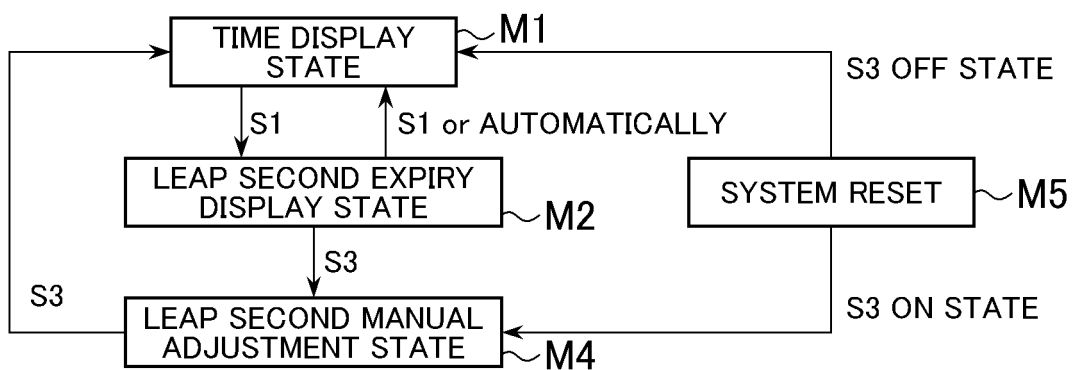 TIME DISPLAY
STATE
M1
S3 OFF STATE
S1
S1 or AUTOMATICALLY
LEAP SECOND EXPIRY
DISPLAY STATE
M2
SYSTEM RESET
M5
S3
S3
S3 ON STATE
LEAP SECOND MANUAL
ADJUSTMENT STATE
M4